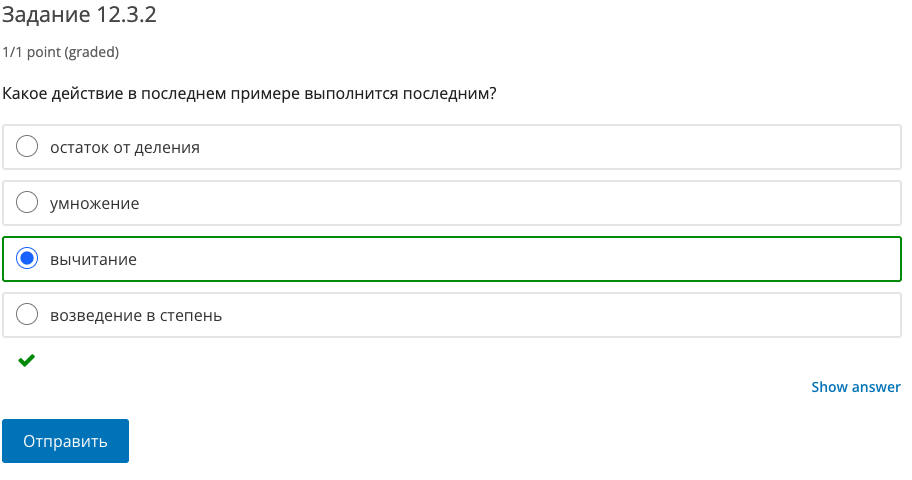 Задание 12.3.2
1/1 point (graded)
Какое действие в последнем примере выполнится последним?
остаток от деления
умножение
вычитание
возведение в степень
Show answer
Отправить